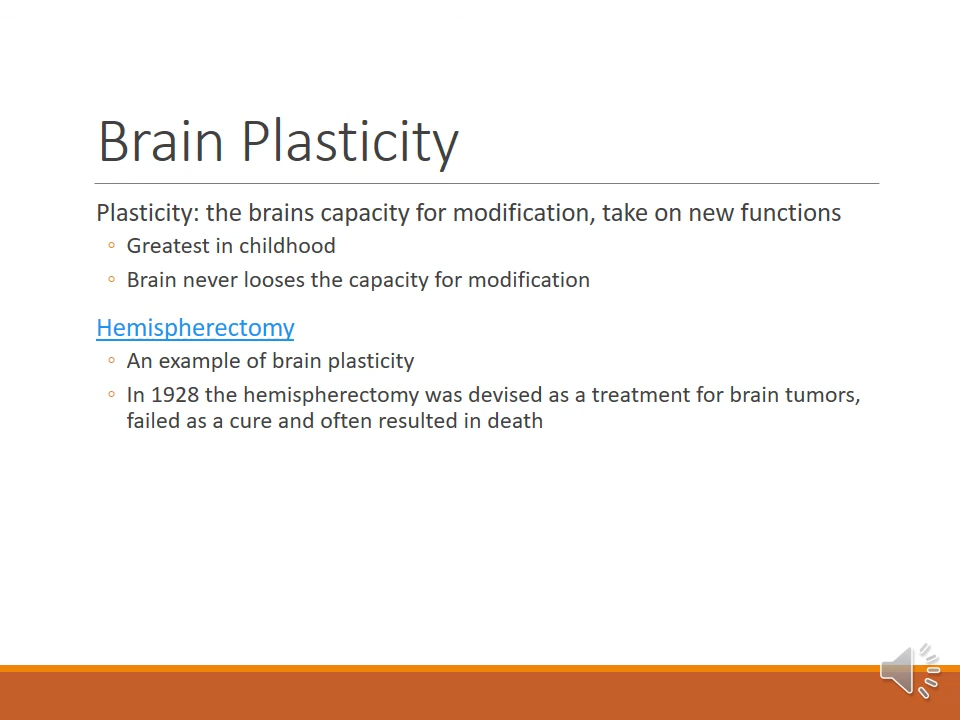 Brain Plasticity
Plasticity: the brains capacity for modification, take on new functions
◦ Greatest in childhood
◦ Brain never looses the capacity for modification
Hemispherectomy
◦ An example of brain plasticity
◦ In 1928 the hemispherectomy was devised as a treatment for brain tumors,
failed as a cure and often resulted in death